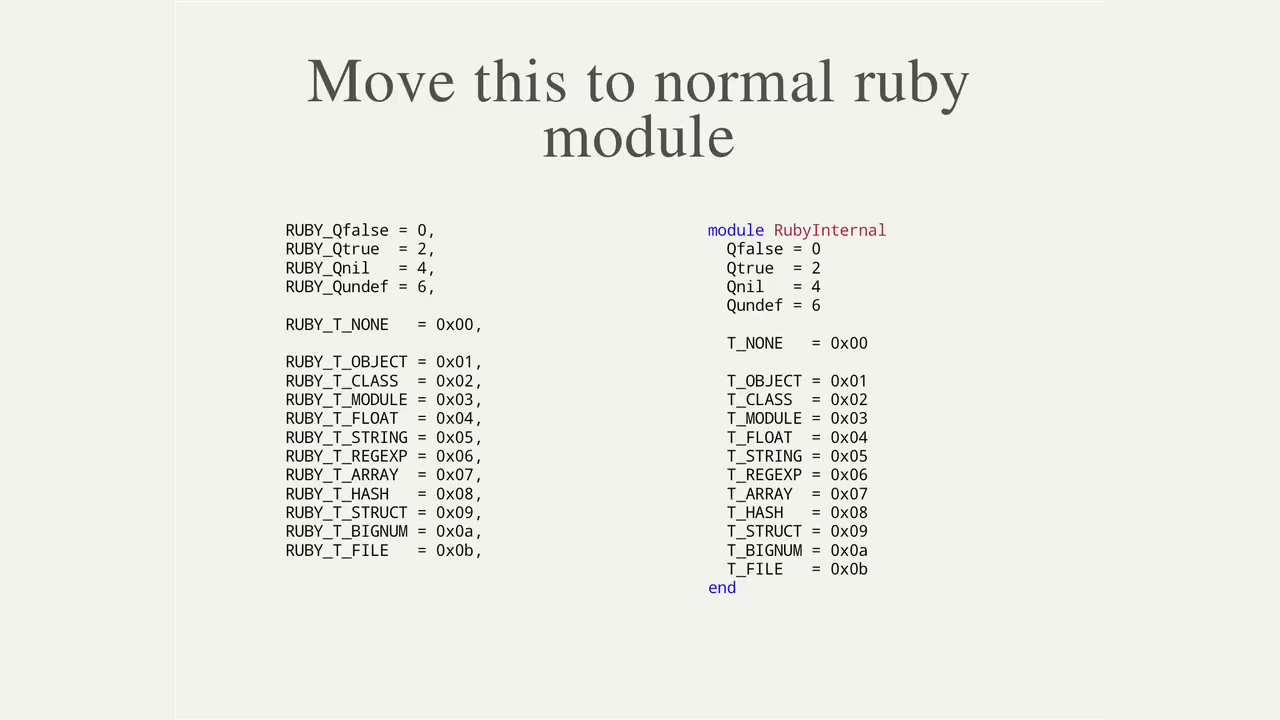 Move this to normal ruby
module
RUBY_Qfalse = 0,
RUBY_Qtrue  = 2,
RUBY_Qnil   = 4,
RUBY_Qundef = 6,
RUBY_T_NONE   = 0x00,
RUBY_T_OBJECT = 0x01,
RUBY_T_CLASS  = 0x02,
RUBY_T_MODULE = 0x03,
RUBY_T_FLOAT  = 0x04,
RUBY_T_STRING = 0x05,
RUBY_T_REGEXP = 0x06,
RUBY_T_ARRAY  = 0x07,
RUBY_T_HASH   = 0x08,
RUBY_T_STRUCT = 0x09,
RUBY_T_BIGNUM = 0x0a,
RUBY_T_FILE   = 0x0b,
module RubyInternal
  Qfalse = 0
  Qtrue  = 2
  Qnil   = 4
  Qundef = 6
  T_NONE   = 0x00
  T_OBJECT = 0x01
  T_CLASS  = 0x02
  T_MODULE = 0x03
  T_FLOAT  = 0x04
  T_STRING = 0x05
  T_REGEXP = 0x06
  T_ARRAY  = 0x07
  T_HASH   = 0x08
  T_STRUCT = 0x09
  T_BIGNUM = 0x0a
  T_FILE   = 0x0b
end